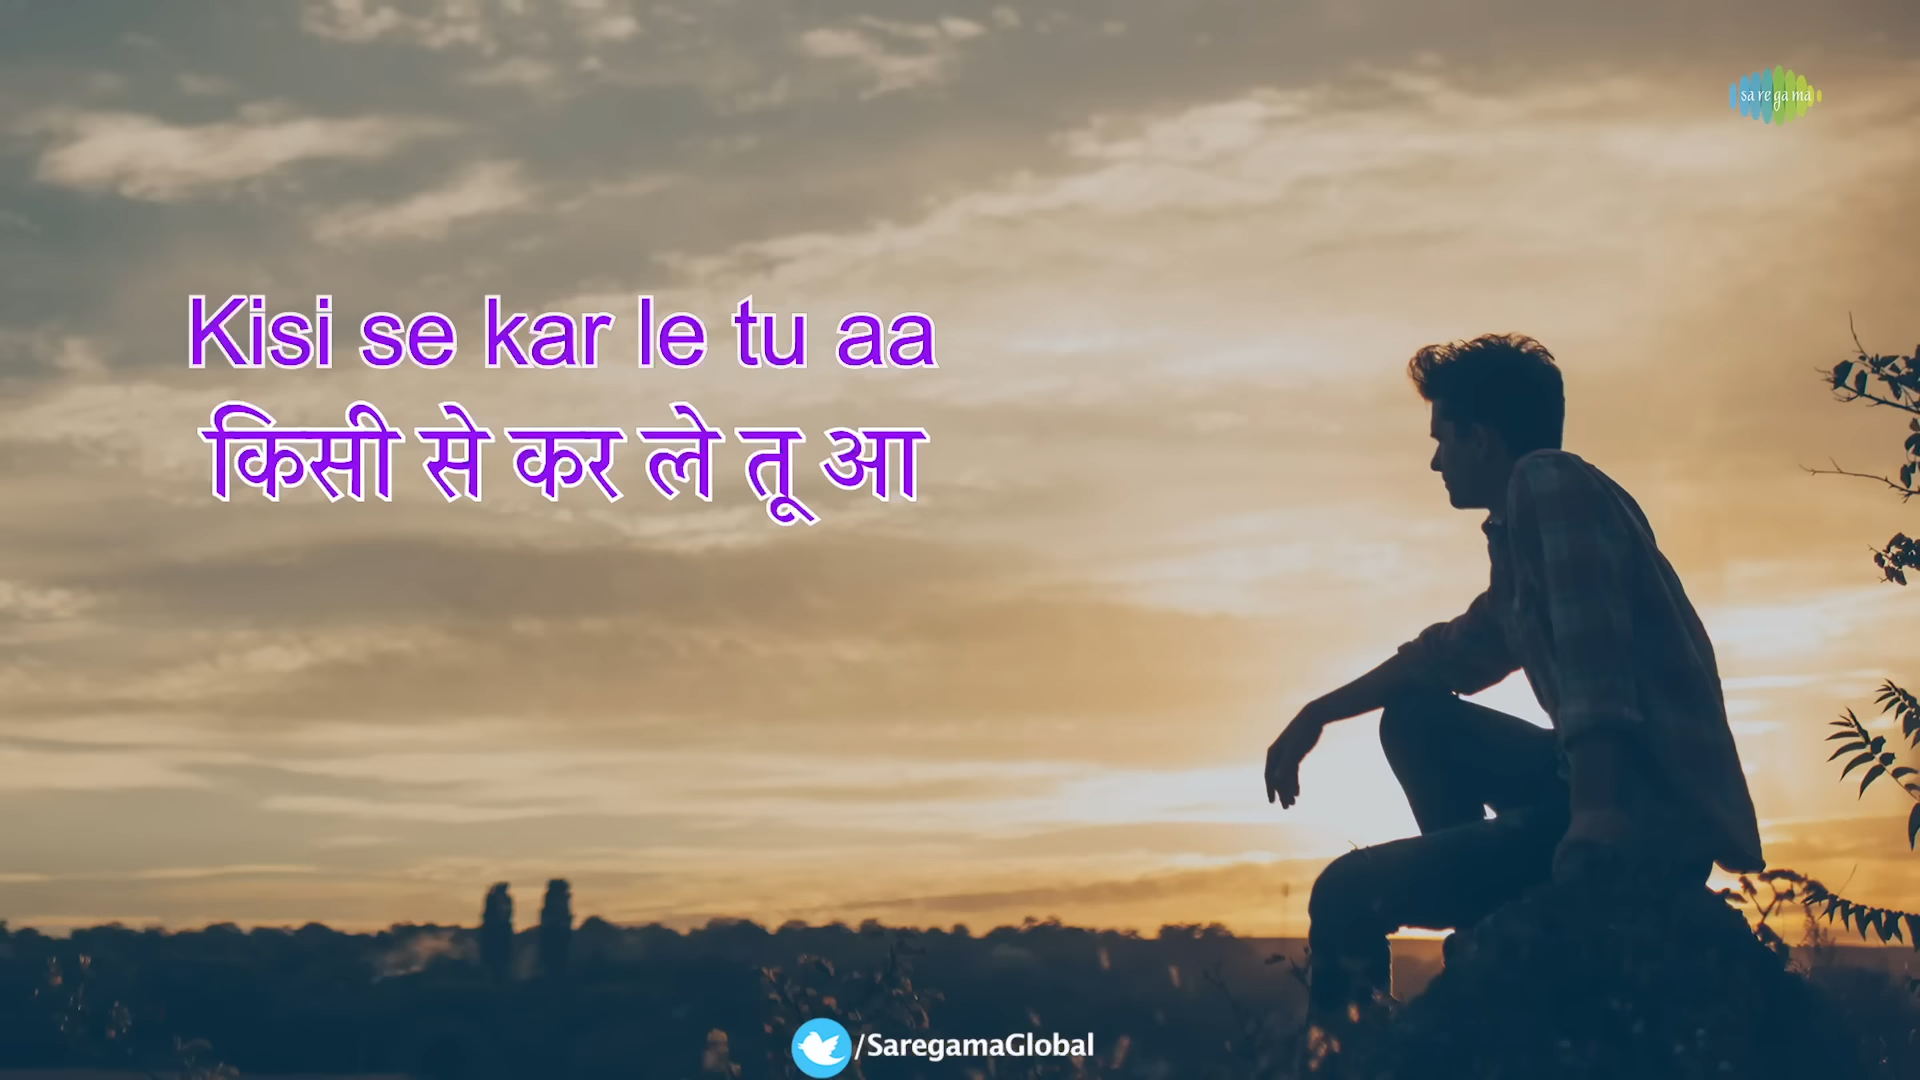 sa re ga ma
Kisi se kar le tu aa
किसी से कर ले तू आ
/SaregamaGlobal